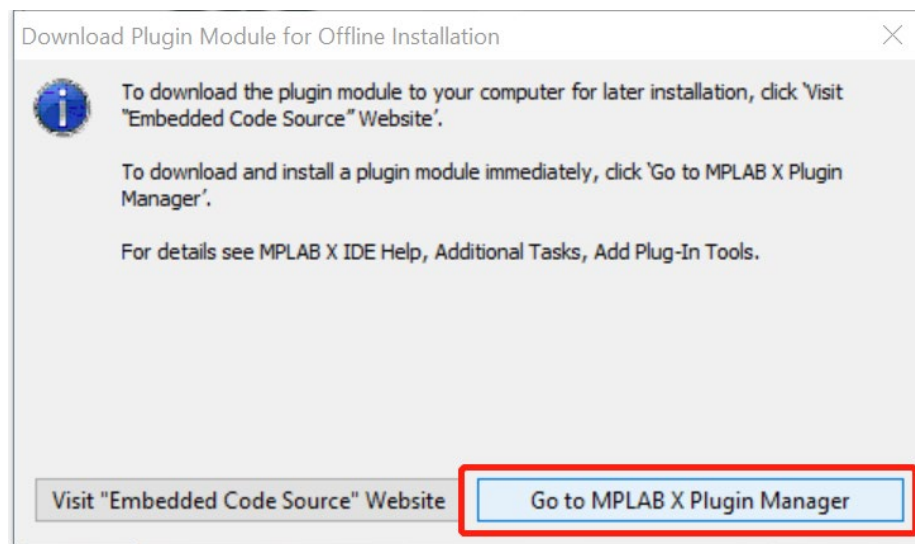 Download Plugin Module for Offline Installation
To download the plugin module to your computer for later installation, click 'Visit
"Embedded Code Source" Website'.
To download and install a plugin module immediately, click 'Go to MPLAB X Plugin
Manager'.
For details see MPLAB X IDE Help, Additional Tasks, Add Plug-In Tools.
Visit "Embedded Code Source" Website
Go to MPLAB X Plugin Manager